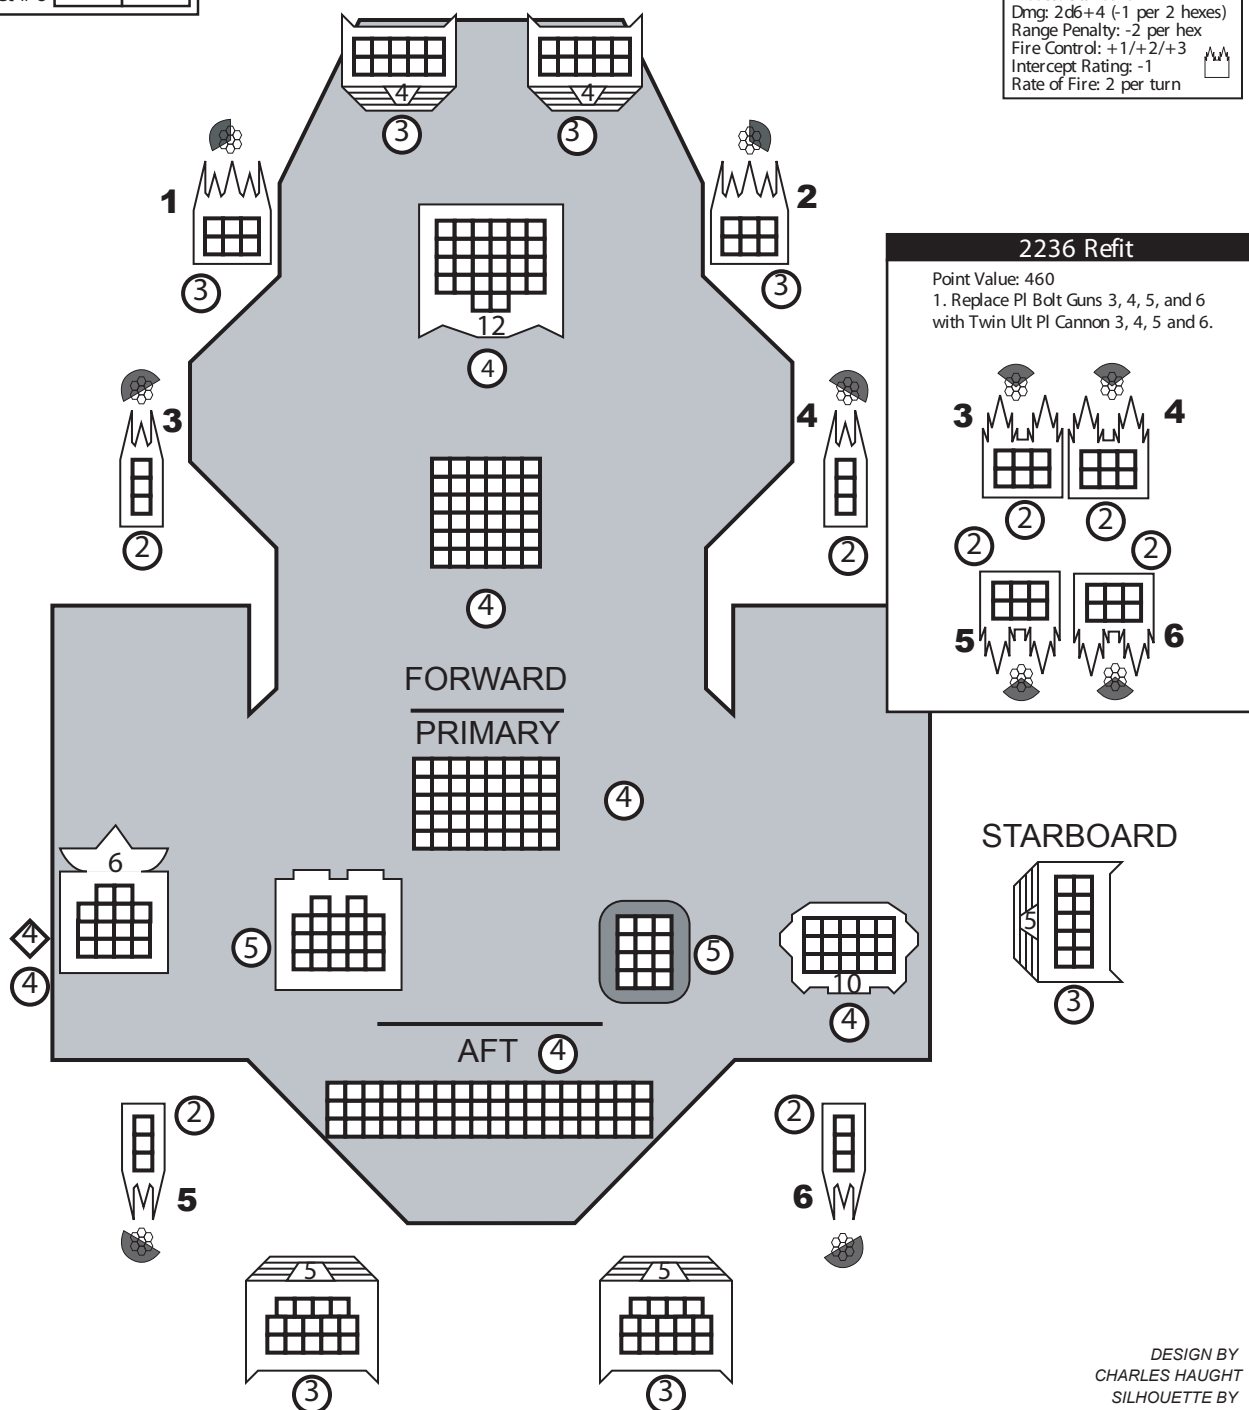 Dmg: 2d6+4 (-1 per 2 hexes)
Range Penalty: -2 per hex
Fire Control: +1/+2/+3
Intercept Rating: -1
Rate of Fire: 2 per turn
4
4
3
3
1
2
3
3
12
4
3
4
2
2
4
2236 Refit
Point Value: 460
1. Replace Pl Bolt Guns 3, 4, 5, and 6
with Twin Ult Pl Cannon 3, 4, 5 and 6.
3
4
2
2
2
2
5
6
FORWARD
PRIMARY
4
STARBOARD
5
3
6
4
4
5
5
10
4
AFT
4
2
2
5
6
5
5
3
3
DESIGN BY
CHARLES HAUGHT
SILHOUETTE BY